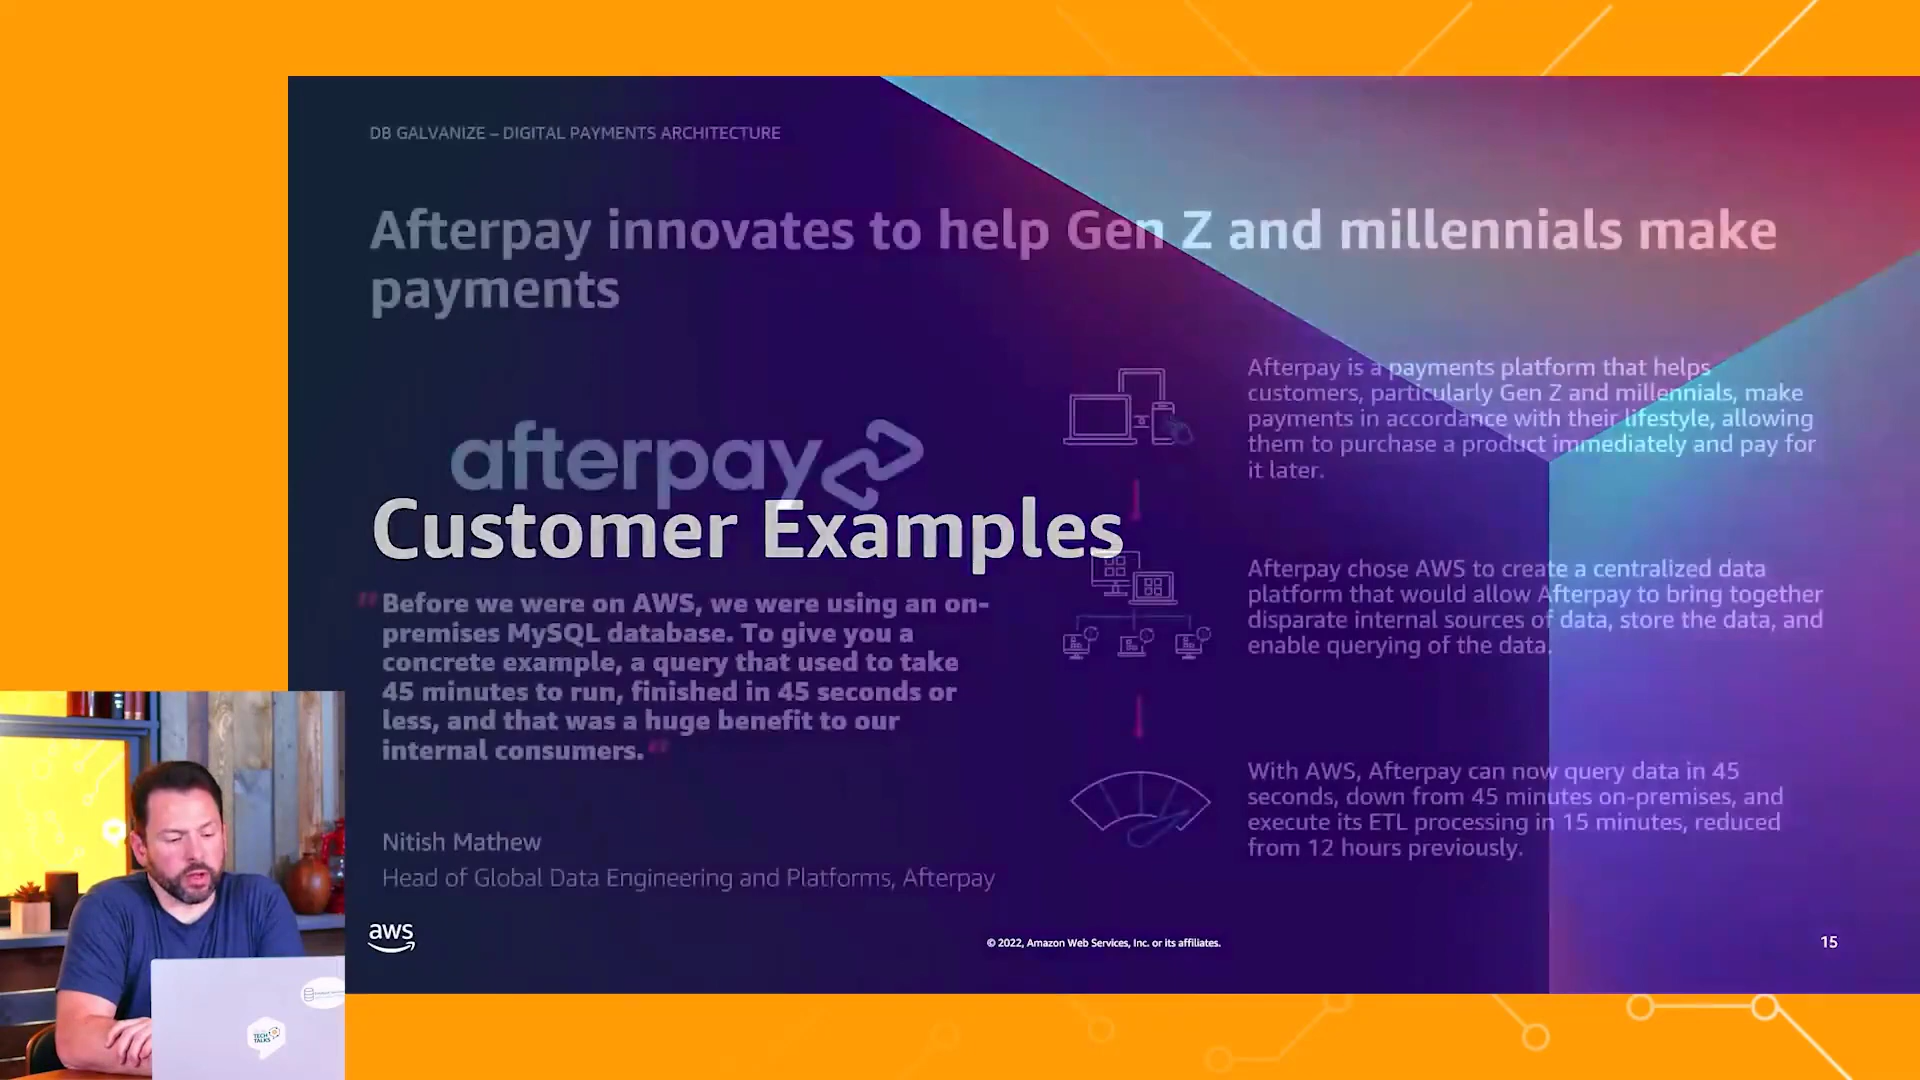 DB GALVANIZE – DIGITAL PAYMENTS ARCHITECTURE
Afterpay innovates to help Gen Z and millennials make
payments
afterpay
Customer Examples
"Before we were on AWS, we were using an on-
premises MySQL database. To give you a
concrete example, a query that used to take
45 minutes to run, finished in 45 seconds or
less, and that was a huge benefit to our
internal consumers."
Nitish Mathew
Head of Global Data Engineering and Platforms, Afterpay
Afterpay is a payments platform that helps
customers, particularly Gen Z and millennials, make
payments in accordance with their lifestyle, allowing
them to purchase a product immediately and pay for
it later.
Afterpay chose AWS to create a centralized data
platform that would allow Afterpay to bring together
disparate internal sources of data, store the data, and
enable querying of the data.
With AWS, Afterpay can now query data in 45
seconds, down from 45 minutes on-premises, and
execute its ETL processing in 15 minutes, reduced
from 12 hours previously.
aws
© 2022, Amazon Web Services, Inc. or its affiliates.
15
TECH
TALKS